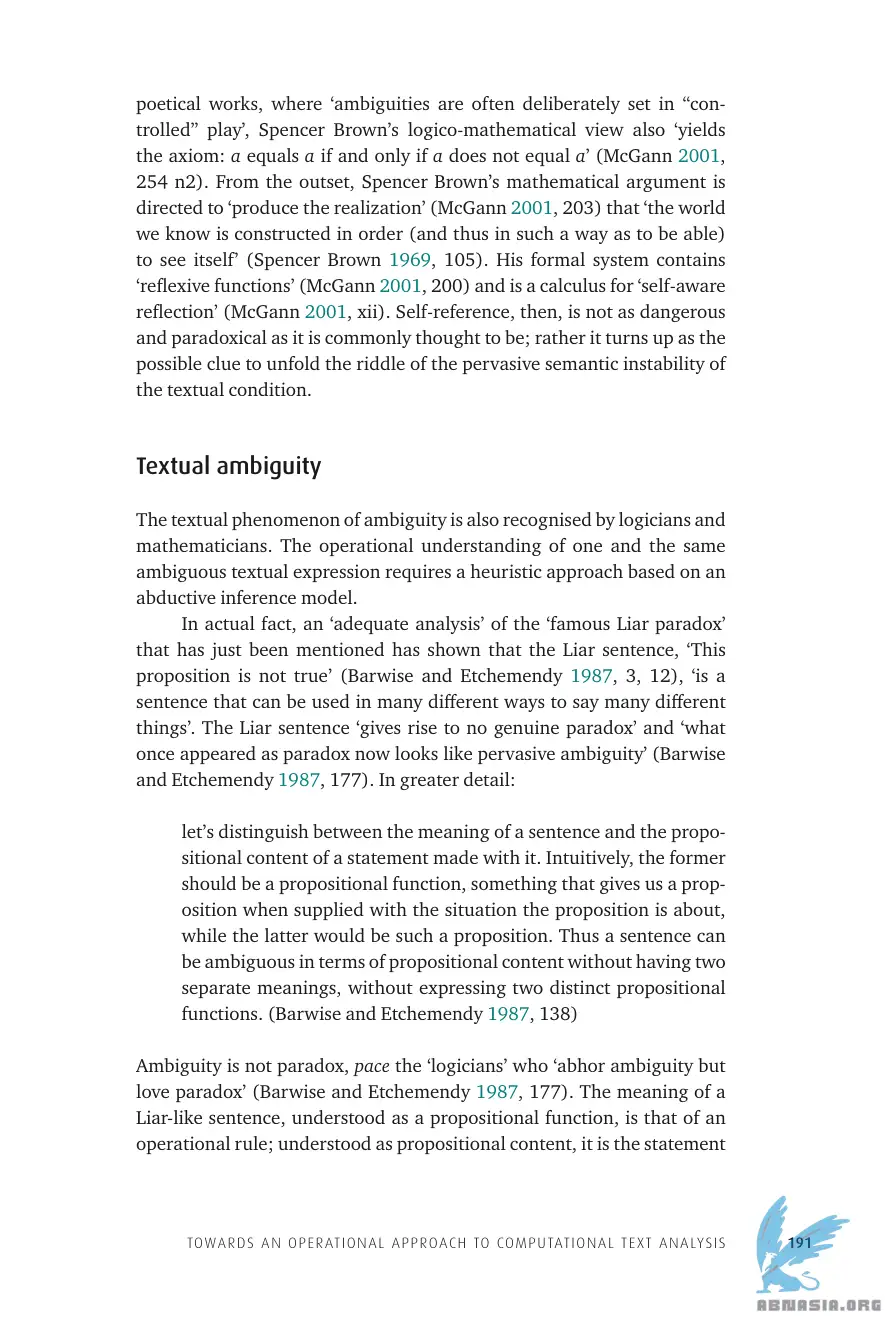 poetical works, where ‘ambiguities are often deliberately set in “con-
trolled” play’, Spencer Brown’s logico-mathematical view also ‘yields
the axiom: a equals a if and only if a does not equal a’ (McGann 2001,
254 n2). From the outset, Spencer Brown’s mathematical argument is
directed to ‘produce the realization’ (McGann 2001, 203) that ‘the world
we know is constructed in order (and thus in such a way as to be able)
to see itself’ (Spencer Brown 1969, 105). His formal system contains
‘reflexive functions’ (McGann 2001, 200) and is a calculus for ‘self-aware
reflection’ (McGann 2001, xii). Self-reference, then, is not as dangerous
and paradoxical as it is commonly thought to be; rather it turns up as the
possible clue to unfold the riddle of the pervasive semantic instability of
the textual condition.
Textual ambiguity
The textual phenomenon of ambiguity is also recognised by logicians and
mathematicians. The operational understanding of one and the same
ambiguous textual expression requires a heuristic approach based on an
abductive inference model.
In actual fact, an ‘adequate analysis’ of the ‘famous Liar paradox’
that has just been mentioned has shown that the Liar sentence, ‘This
proposition is not true’ (Barwise and Etchemendy 1987, 3, 12), ‘is a
sentence that can be used in many different ways to say many different
things’. The Liar sentence ‘gives rise to no genuine paradox’ and ‘what
once appeared as paradox now looks like pervasive ambiguity’ (Barwise
and Etchemendy 1987, 177). In greater detail:
let’s distinguish between the meaning of a sentence and the propo-
sitional content of a statement made with it. Intuitively, the former
should be a propositional function, something that gives us a prop-
osition when supplied with the situation the proposition is about,
while the latter would be such a proposition. Thus a sentence can
be ambiguous in terms of propositional content without having two
separate meanings, without expressing two distinct propositional
functions. (Barwise and Etchemendy 1987, 138)
Ambiguity is not paradox, pace the ‘logicians’ who ‘abhor ambiguity but
love paradox’ (Barwise and Etchemendy 1987, 177). The meaning of a
Liar-like sentence, understood as a propositional function, is that of an
operational rule; understood as propositional content, it is the statement
TOWARDS AN OPERATIONAL APPROACH TO COMPUTATIONAL TEXT ANALYSIS 191
ABNASIA.ORG